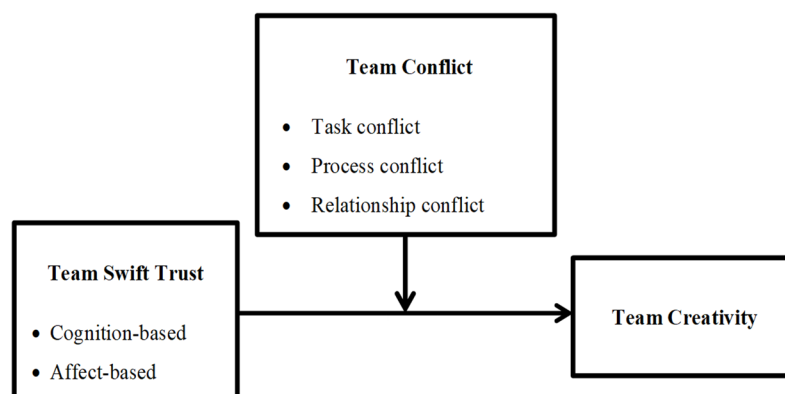 Team Conflict
• Task conflict
• Process conflict
• Relationship conflict
Team Swift Trust
• Cognition-based
• Affect-based
Team Creativity